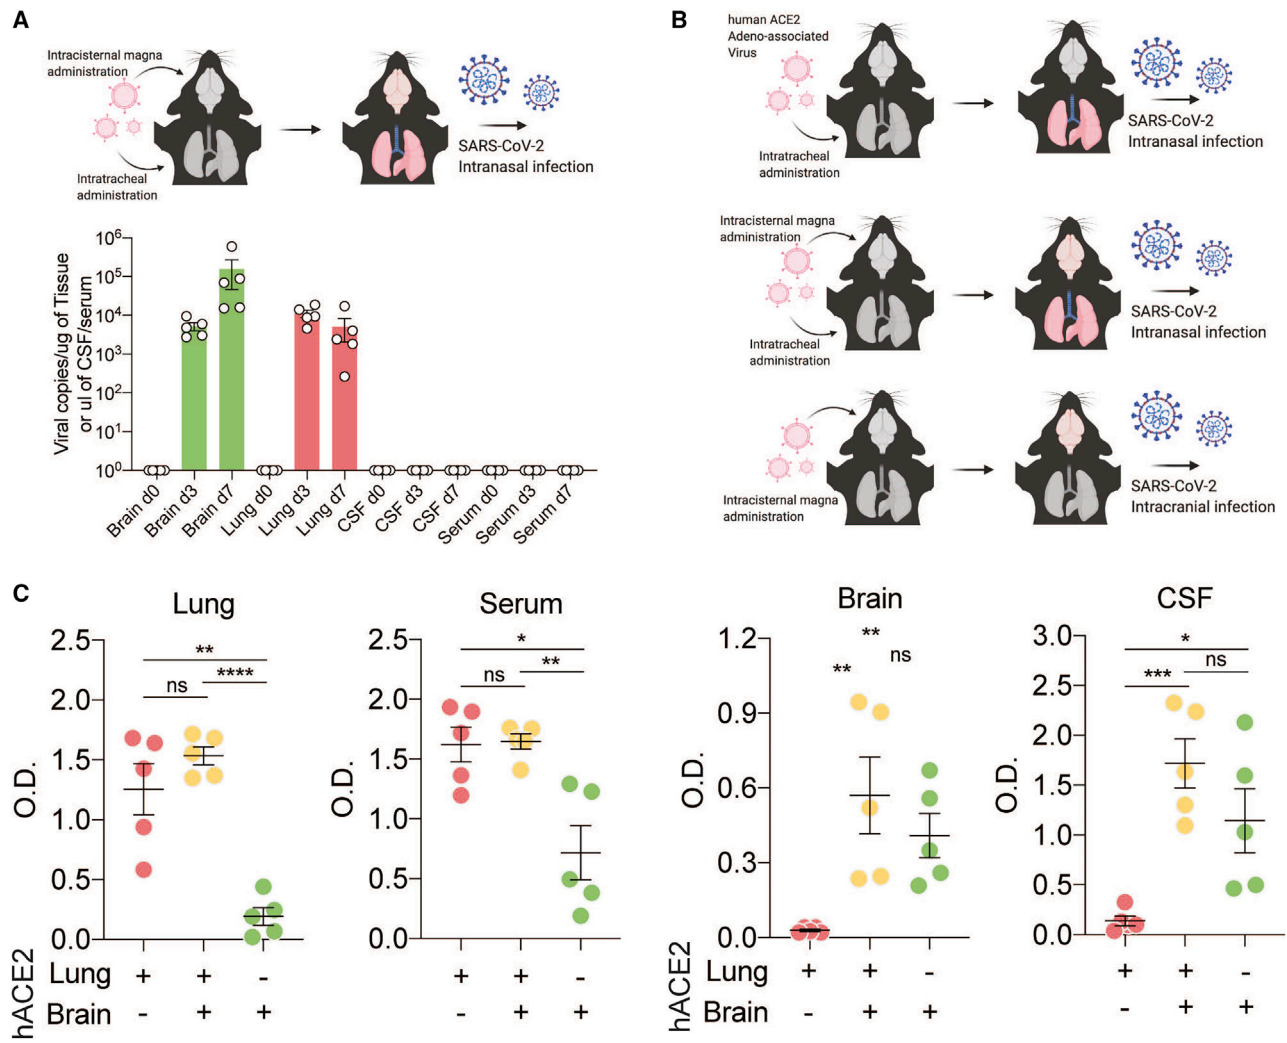 A
Intracisternal magna
administration
Intratracheal
administration
SARS-CoV-2
Intranasal infection
Viral copies/ug of Tissue
or ul of CSF/serum
10⁶
10⁵
10⁴
10³
10²
10¹
10⁰
Brain d0
Brain d3
Brain d7
Lung d0
Lung d3
Lung d7
CSF d0
CSF d3
CSF d7
Serum d0
Serum d3
Serum d7
B
human ACE2
Adeno-associated
Virus
Intratracheal
administration
SARS-CoV-2
Intranasal infection
Intracisternal magna
administration
Intratracheal
administration
SARS-CoV-2
Intranasal infection
Intracisternal magna
administration
SARS-CoV-2
Intracranial infection
C
Lung
O.D.
2.5
2.0
1.5
1.0
0.5
0.0
**
****
ns
hACE2
Lung + + -
Brain - + +
Serum
O.D.
2.5
2.0
1.5
1.0
0.5
0.0
*
**
ns
+ + -
- + +
Brain
O.D.
1.2
0.9
0.6
0.3
0.0
**
ns
**
hACE2
Lung + + -
Brain - + +
CSF
O.D.
3.0
2.5
2.0
1.5
1.0
0.5
0.0
*
ns
***
+ + -
- + +